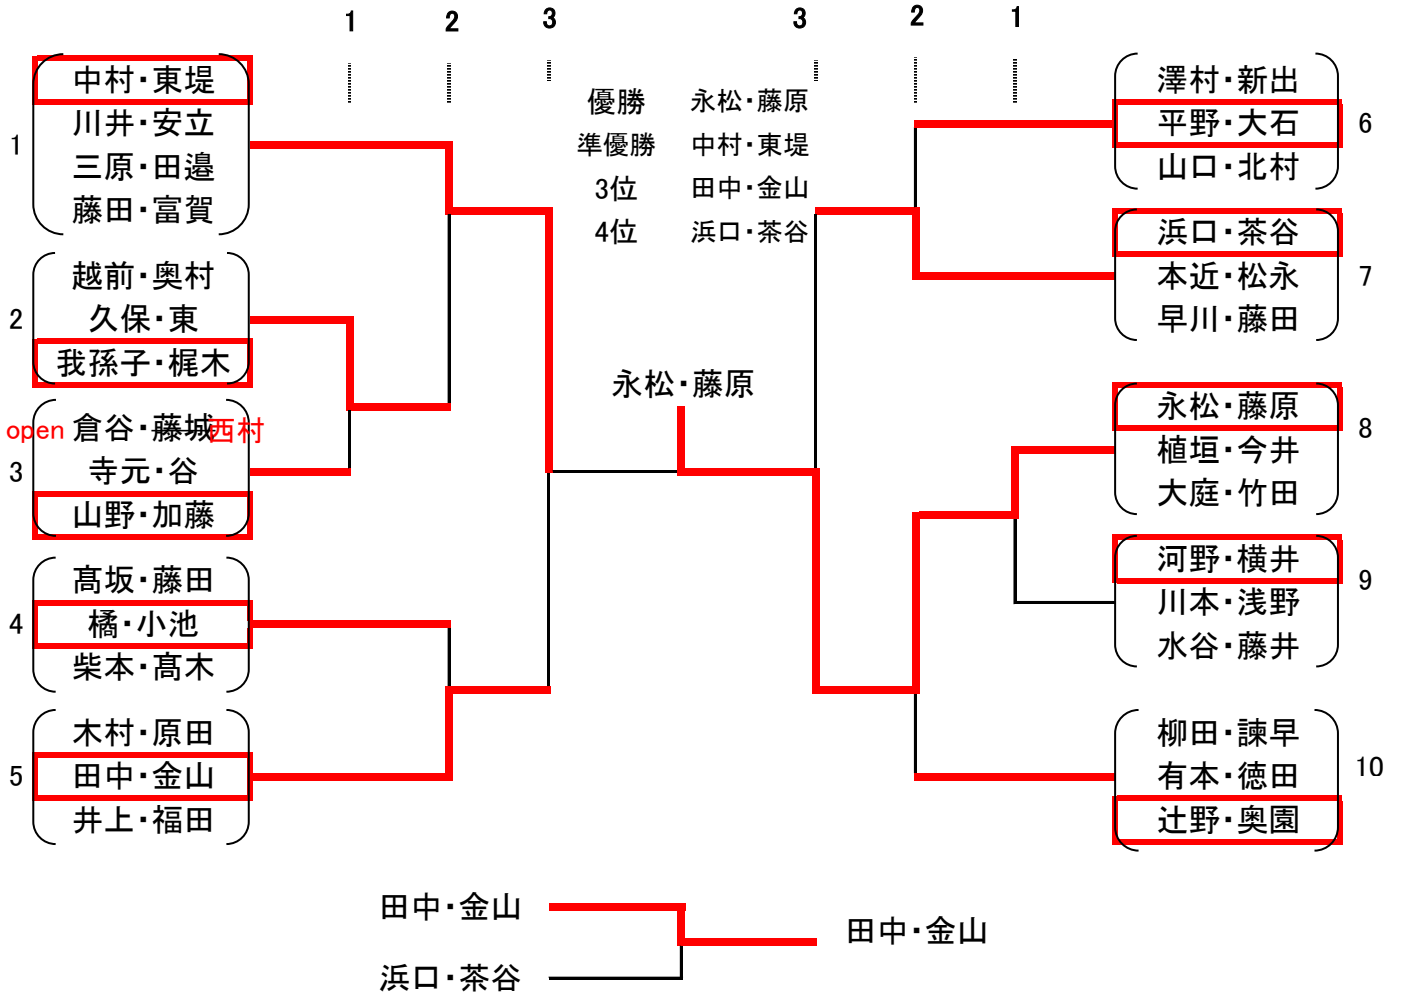 1 2 3 3 2 1
1
中村・東堤
川井・安立
三原・田邉
藤田・富賀
2
越前・奥村
久保・東
我孫子・梶木
3
open 倉谷・藤城西村
寺元・谷
山野・加藤
4
髙坂・藤田
橘・小池
柴本・髙木
5
木村・原田
田中・金山
井上・福田
優勝 永松・藤原
準優勝 中村・東堤
3位 田中・金山
4位 浜口・茶谷
永松・藤原
澤村・新出
平野・大石
山口・北村
6
浜口・茶谷
本近・松永
早川・藤田
7
永松・藤原
植垣・今井
大庭・竹田
8
河野・横井
川本・浅野
水谷・藤井
9
柳田・諫早
有本・徳田
辻野・奥園
10
田中・金山
浜口・茶谷
田中・金山